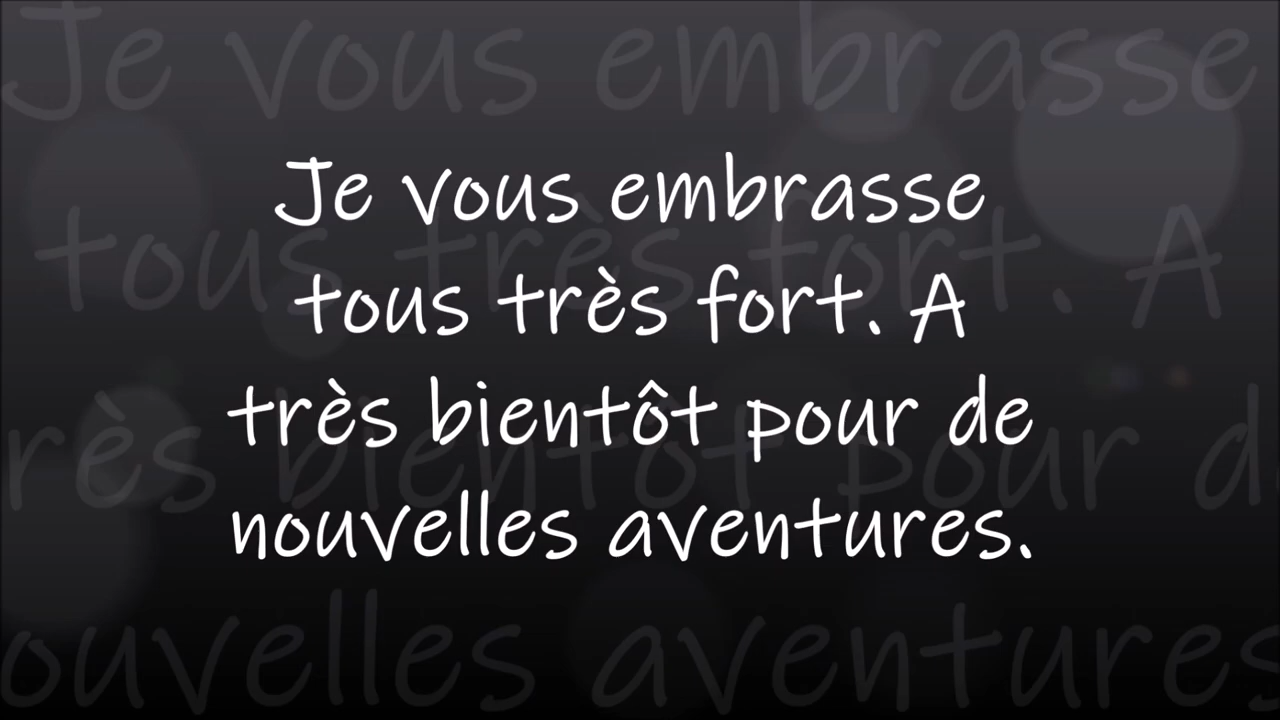 Je vous embrasse
tous très fort. A
très bientôt pour de
nouvelles aventures.